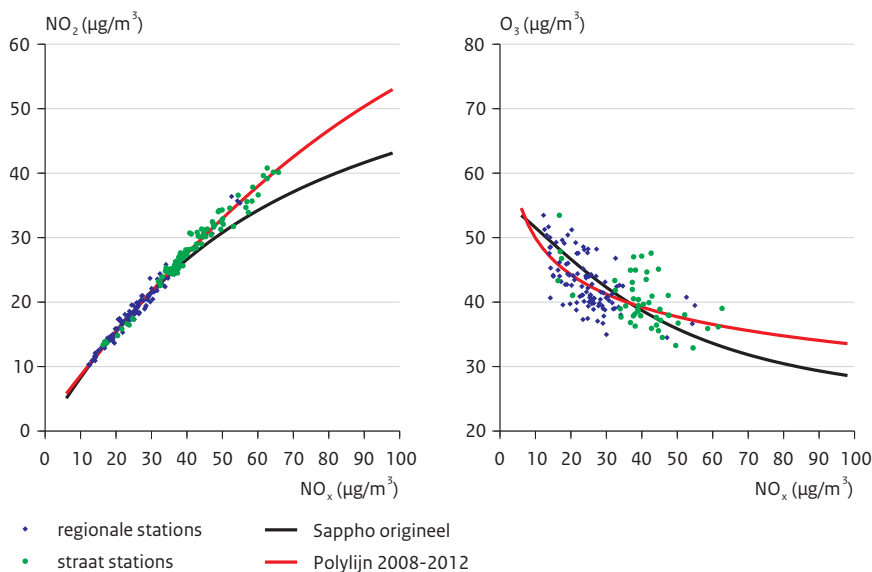 NO₂ (µg/m³)
60
50
40
30
20
10
0
0 10 20 30 40 50 60 70 80 90 100
NOₓ (µg/m³)
O₃ (µg/m³)
80
70
60
50
40
30
20
0 10 20 30 40 50 60 70 80 90 100
NOₓ (µg/m³)
regionale stations
straat stations
Sappho origineel
Polylijn 2008-2012